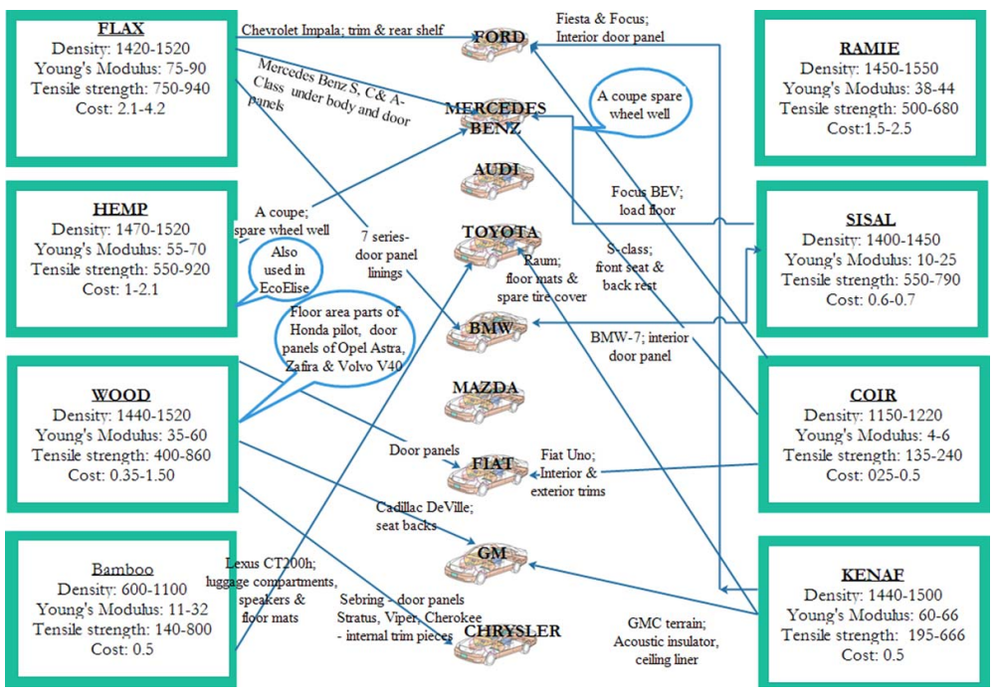 FLAX
Density: 1420-1520
Young's Modulus: 75-90
Tensile strength: 750-940
Cost: 2.1-4.2
HEMP
Density: 1470-1520
Young's Modulus: 55-70
Tensile strength: 550-920
Cost: 1-2.1
WOOD
Density: 1440-1520
Young's Modulus: 35-60
Tensile strength: 400-860
Cost: 0.35-1.50
Bamboo
Density: 600-1100
Young's Modulus: 11-32
Tensile strength: 140-800
Cost: 0.5
Chevrolet Impala; trim & rear shelf
Mercedes Benz S, C & A-
Class under body and door
panels
A coupe;
spare wheel well
Also
used in
EcoElise
7 series-
door panel
linings
Floor area parts of
Honda pilot, door
panels of Opel Astra,
Zafira & Volvo V40
Door panels
Cadillac DeVille;
seat backs
Lexus CT200h;
luggage compartments,
speakers &
floor mats
Sebring - door panels
Stratus, Viper, Cherokee
- internal trim pieces
FORD
MERCEDES
BENZ
AUDI
TOYOTA
BMW
MAZDA
FIAT
GM
CHRYSLER
Fiesta & Focus;
Interior door panel
A coupe spare
wheel well
Focus BEV;
load floor
Raum;
floor mats &
spare tire cover
S-class;
front seat &
back rest
BMW-7; interior
door panel
Fiat Uno;
Interior &
exterior trims
GMC terrain;
Acoustic insulator,
ceiling liner
RAMIE
Density: 1450-1550
Young's Modulus: 38-44
Tensile strength: 500-680
Cost:1.5-2.5
SISAL
Density: 1400-1450
Young's Modulus: 10-25
Tensile strength: 550-790
Cost: 0.6-0.7
COIR
Density: 1150-1220
Young's Modulus: 4-6
Tensile strength: 135-240
Cost: 025-0.5
KENAF
Density: 1440-1500
Young's Modulus: 60-66
Tensile strength: 195-666
Cost: 0.5